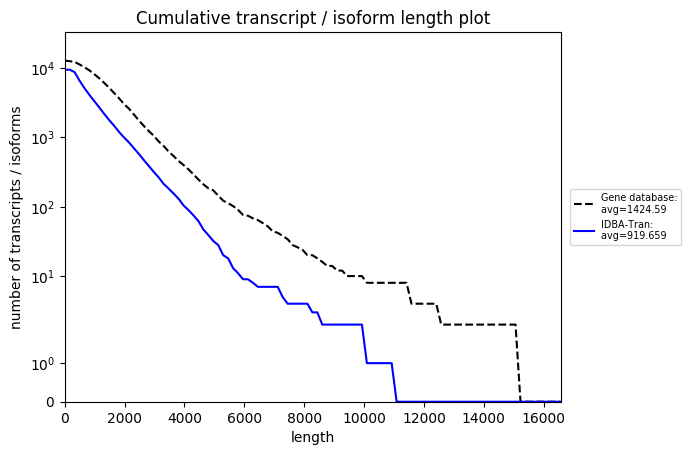 Cumulative transcript / isoform length plot
number of transcripts / isoforms
10^4
10^3
10^2
10^1
10^0
0
0 2000 4000 6000 8000 10000 12000 14000 16000
length
Gene database:
avg=1424.59
IDBA-Tran:
avg=919.659